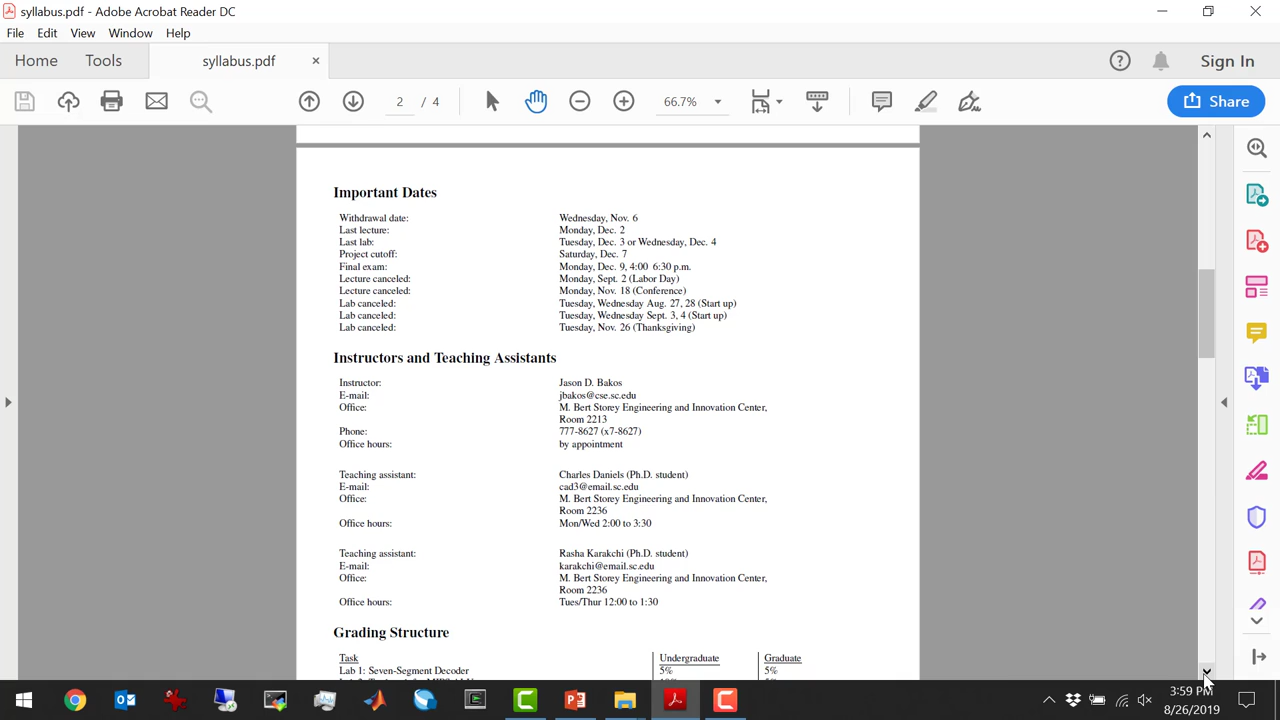 syllabus.pdf - Adobe Acrobat Reader DC
File Edit View Window Help
Home Tools syllabus.pdf × Sign In
2 / 4 66.7% Share
Important Dates
Withdrawal date: Wednesday, Nov. 6
Last lecture: Monday, Dec. 2
Last lab: Tuesday, Dec. 3 or Wednesday, Dec. 4
Project cutoff: Saturday, Dec. 7
Final exam: Monday, Dec. 9, 4:00 6:30 p.m.
Lecture canceled: Monday, Sept. 2 (Labor Day)
Lecture canceled: Monday, Nov. 18 (Conference)
Lab canceled: Tuesday, Wednesday Aug. 27, 28 (Start up)
Lab canceled: Tuesday, Wednesday Sept. 3, 4 (Start up)
Lab canceled: Tuesday, Nov. 26 (Thanksgiving)
Instructors and Teaching Assistants
Instructor: Jason D. Bakos
E-mail: jbakos@cse.sc.edu
Office: M. Bert Storey Engineering and Innovation Center,
Room 2213
Phone: 777-8627 (x7-8627)
Office hours: by appointment
Teaching assistant: Charles Daniels (Ph.D. student)
E-mail: cad3@email.sc.edu
Office: M. Bert Storey Engineering and Innovation Center,
Room 2236
Office hours: Mon/Wed 2:00 to 3:30
Teaching assistant: Rasha Karakchi (Ph.D. student)
E-mail: karakchi@email.sc.edu
Office: M. Bert Storey Engineering and Innovation Center,
Room 2236
Office hours: Tues/Thur 12:00 to 1:30
Grading Structure
Task Undergraduate Graduate
Lab 1: Seven-Segment Decoder 5% 5%
3:59 PM
8/26/2019